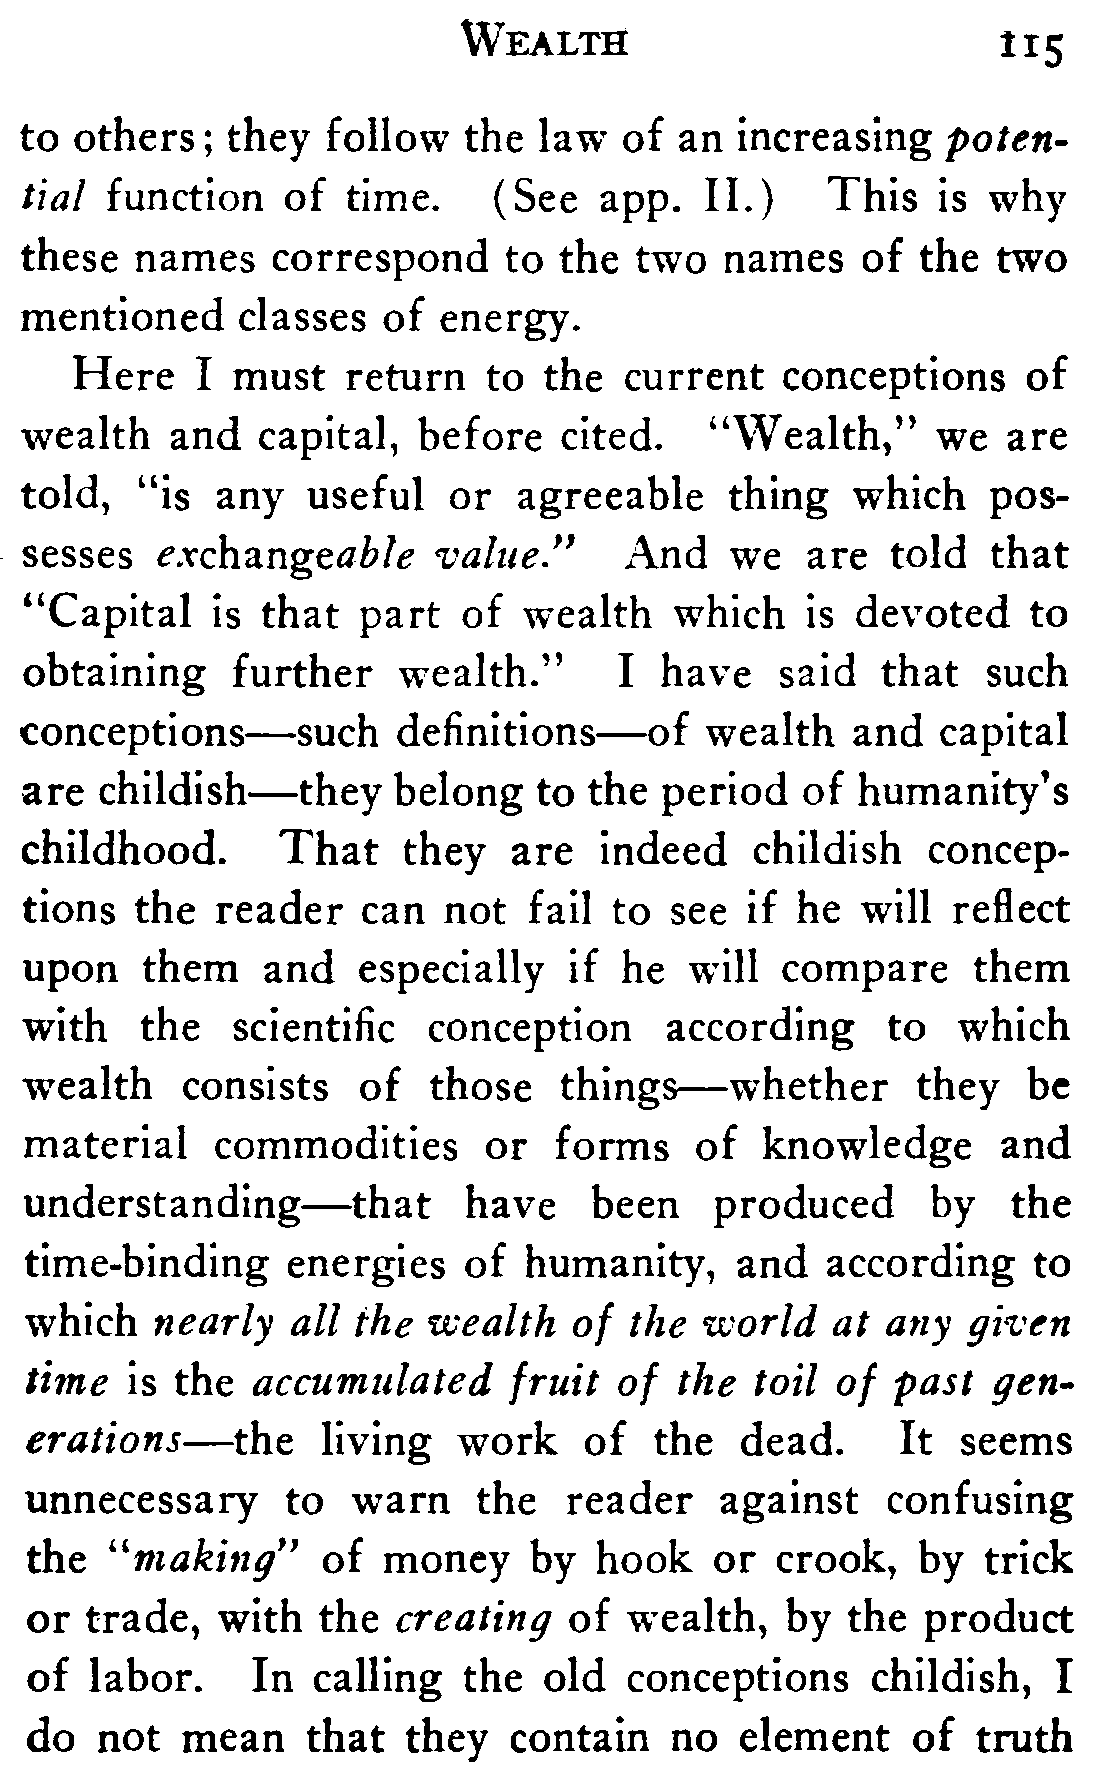 WEALTH 115
to others; they follow the law of an increasing poten-
tial function of time. (See app. II.) This is why
these names correspond to the two names of the two
mentioned classes of energy.
Here I must return to the current conceptions of
wealth and capital, before cited. "Wealth," we are
told, "is any useful or agreeable thing which pos-
sesses exchangeable value." And we are told that
"Capital is that part of wealth which is devoted to
obtaining further wealth." I have said that such
conceptions—such definitions—of wealth and capital
are childish—they belong to the period of humanity's
childhood. That they are indeed childish concep-
tions the reader can not fail to see if he will reflect
upon them and especially if he will compare them
with the scientific conception according to which
wealth consists of those things—whether they be
material commodities or forms of knowledge and
understanding—that have been produced by the
time-binding energies of humanity, and according to
which nearly all the wealth of the world at any given
time is the accumulated fruit of the toil of past gen-
erations—the living work of the dead. It seems
unnecessary to warn the reader against confusing
the "making" of money by hook or crook, by trick
or trade, with the creating of wealth, by the product
of labor. In calling the old conceptions childish, I
do not mean that they contain no element of truth